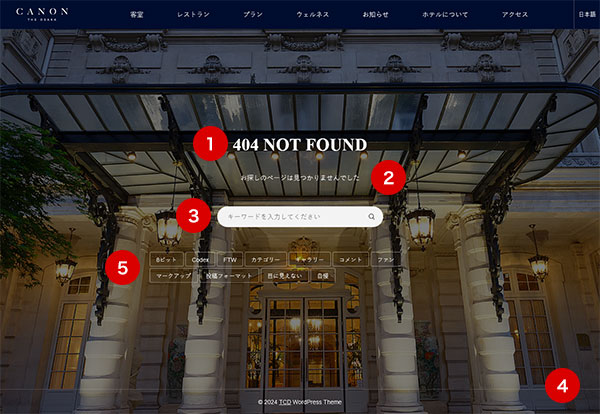 CANON
THE OSAKA
客室 レストラン プラン ウェルネス お知らせ ホテルについて アクセス 日本語
1 404 NOT FOUND
お探しのページは見つかりませんでした 2
3 キーワードを入力してください
5 8ビット Codex FTW カテゴリー ギャラリー コメント ファン
マークアップ 投稿フォーマット 目に見えない 自慢
4
© 2024 TCD WordPress Theme